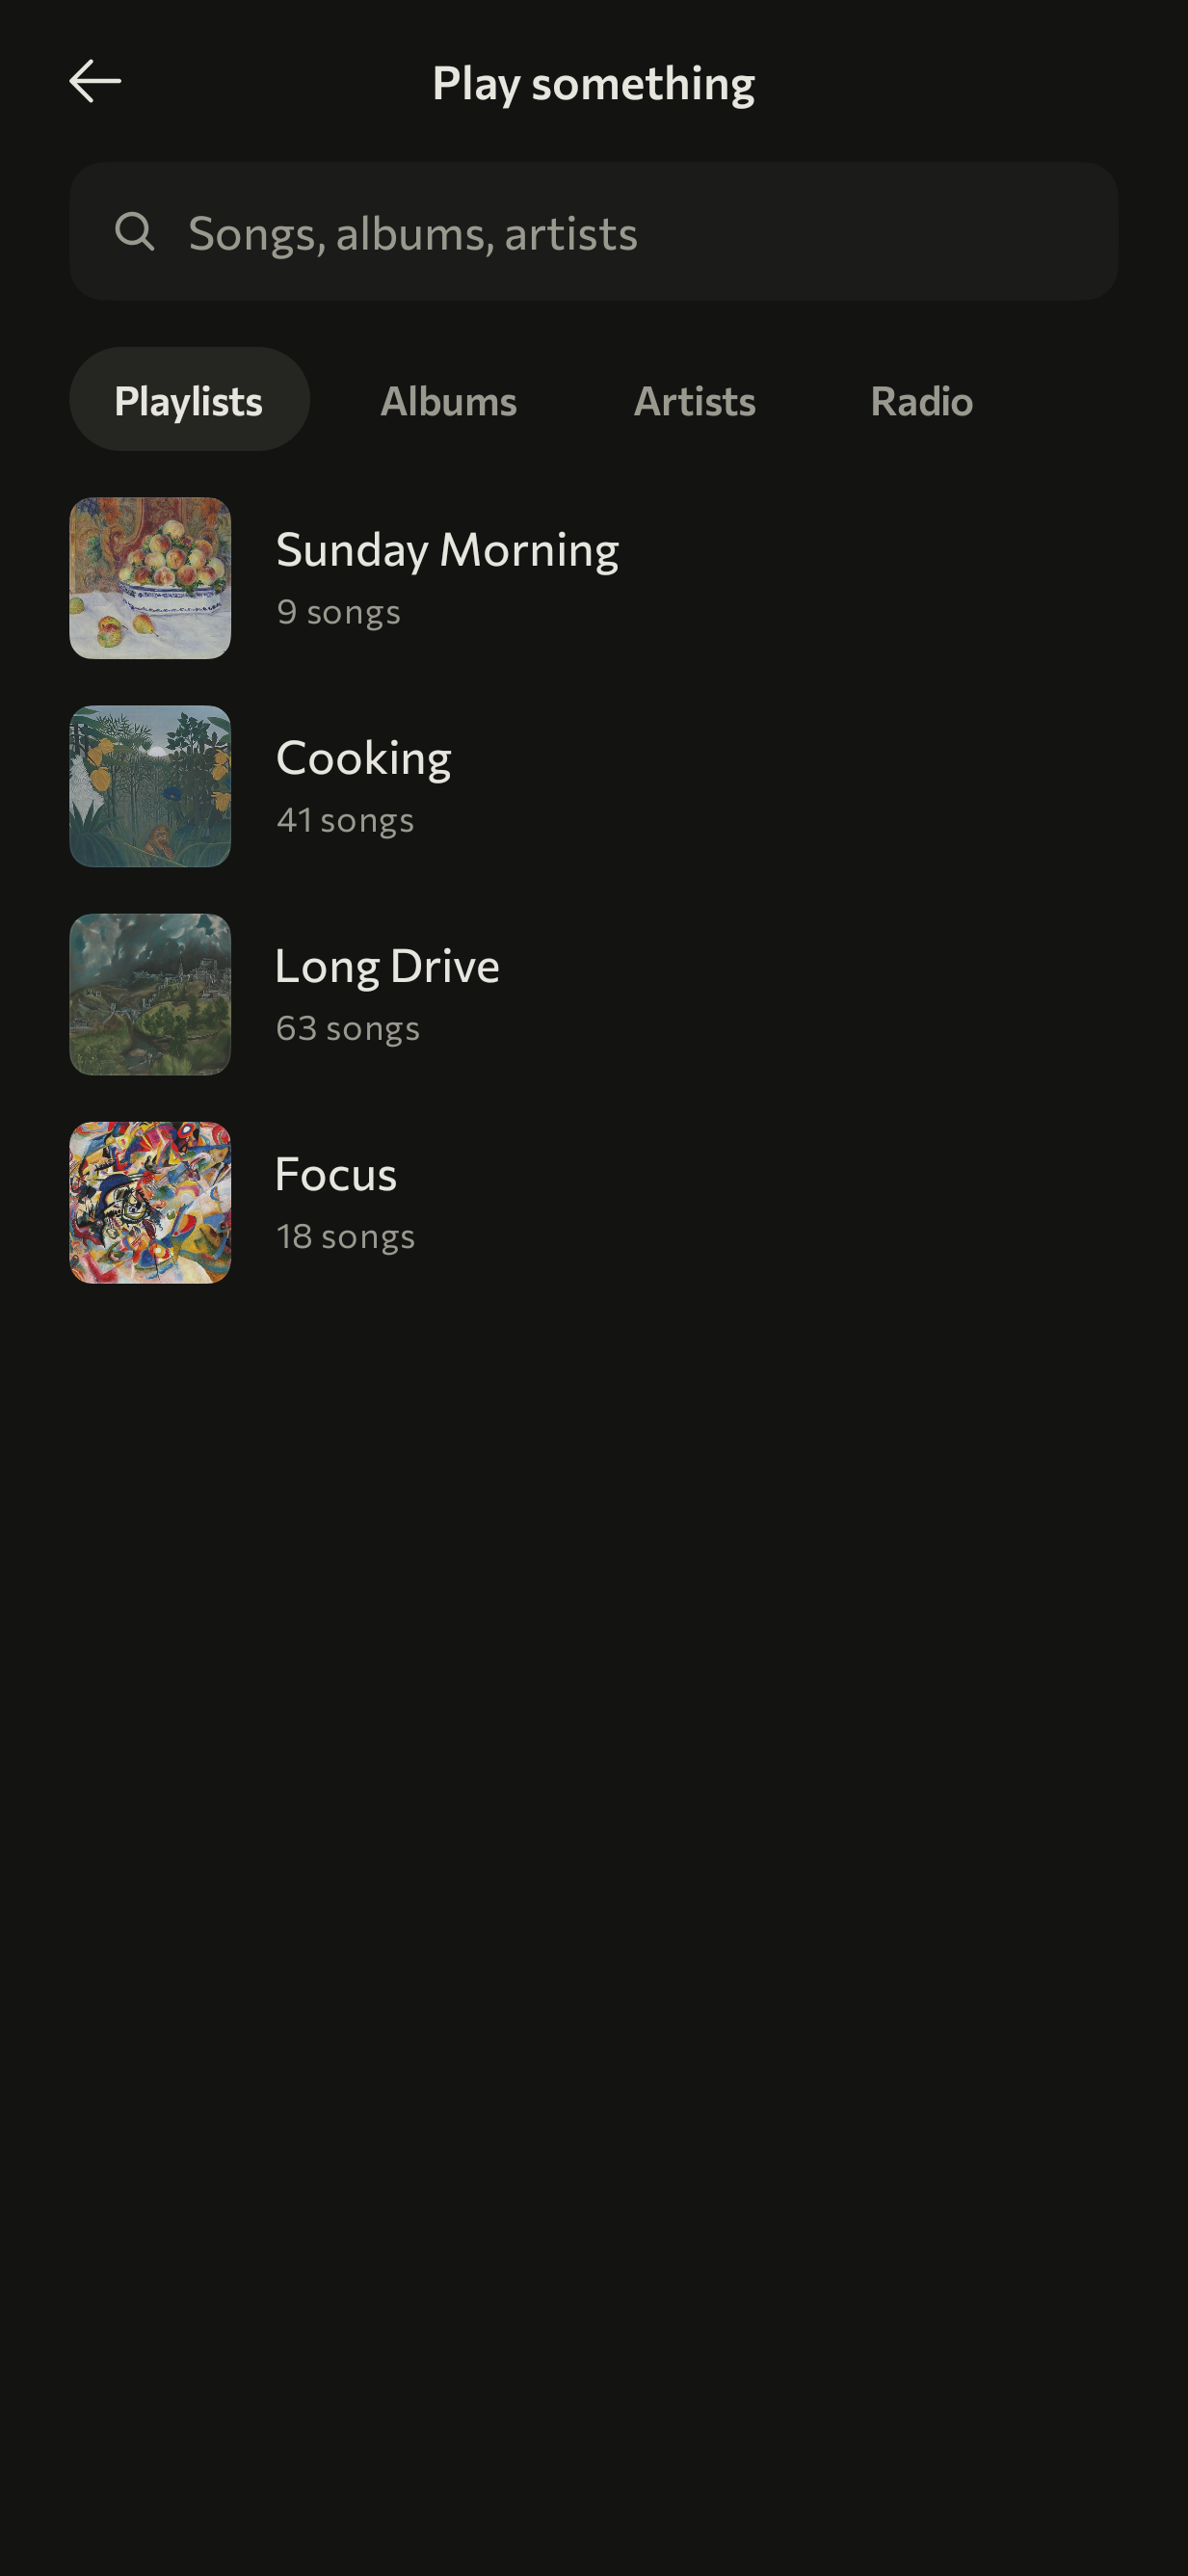 Play something
Songs, albums, artists
Playlists
Albums
Artists
Radio
Sunday Morning
9 songs
Cooking
41 songs
Long Drive
63 songs
Focus
18 songs